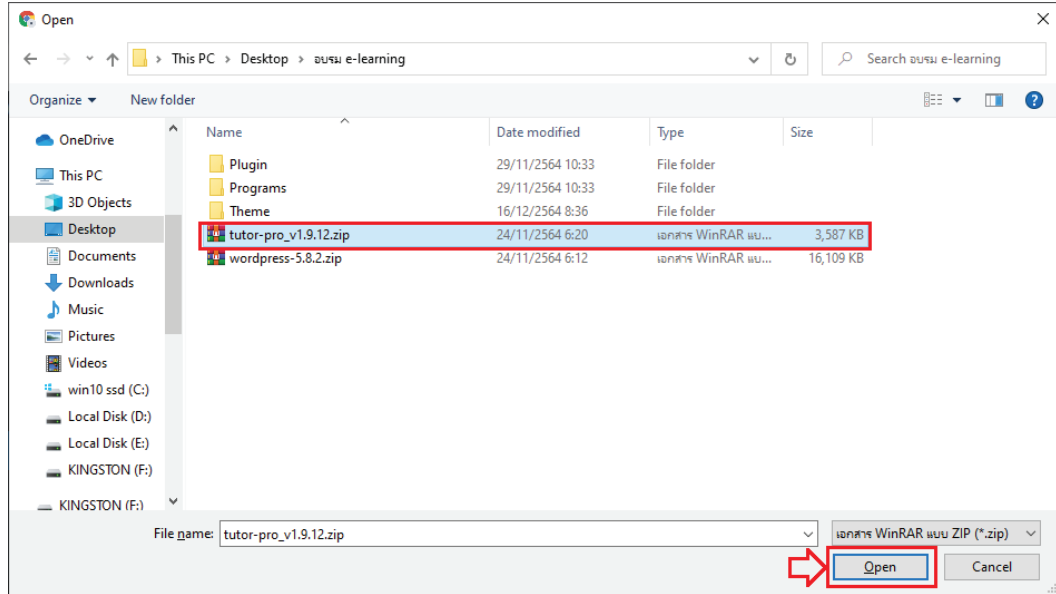 Open
This PC > Desktop > อบรม e-learning
Search อบรม e-learning
Organize
New folder
OneDrive
This PC
3D Objects
Desktop
Documents
Downloads
Music
Pictures
Videos
win10 ssd (C:)
Local Disk (D:)
Local Disk (E:)
KINGSTON (F:)
KINGSTON (F:)
Name Date modified Type Size
Plugin 29/11/2564 10:33 File folder
Programs 29/11/2564 10:33 File folder
Theme 16/12/2564 8:36 File folder
tutor-pro_v1.9.12.zip 24/11/2564 6:20 เอกสาร WinRAR แบ... 3,587 KB
wordpress-5.8.2.zip 24/11/2564 6:12 เอกสาร WinRAR แบ... 16,109 KB
File name: tutor-pro_v1.9.12.zip
เอกสาร WinRAR แบบ ZIP (*.zip)
Open Cancel